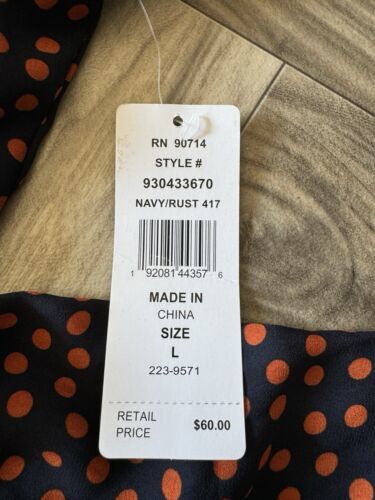 RN 90714
STYLE #
930433670
NAVY/RUST 417
1 92081 44357 6
MADE IN
CHINA
SIZE
L
223-9571
RETAIL
PRICE $60.00